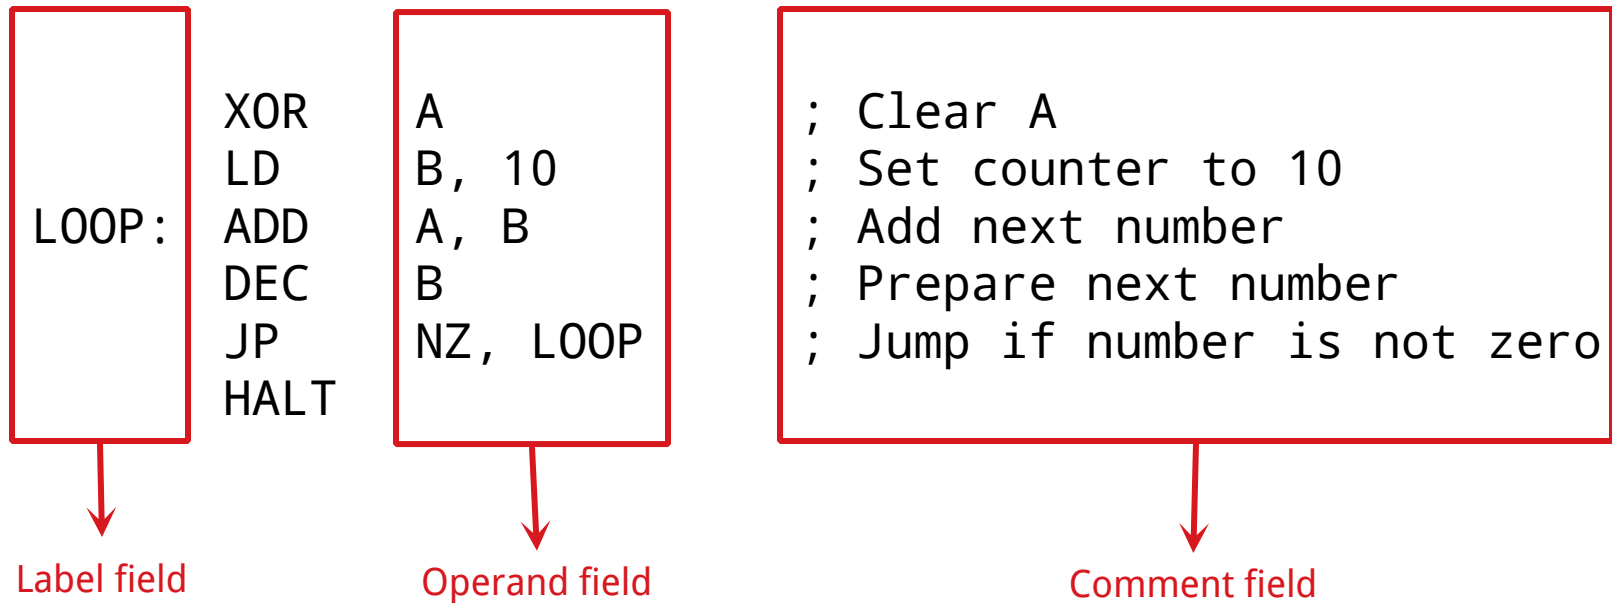 XOR A ; Clear A
LD B, 10 ; Set counter to 10
LOOP: ADD A, B ; Add next number
DEC B ; Prepare next number
JP NZ, LOOP ; Jump if number is not zero
HALT
Label field Operand field Comment field